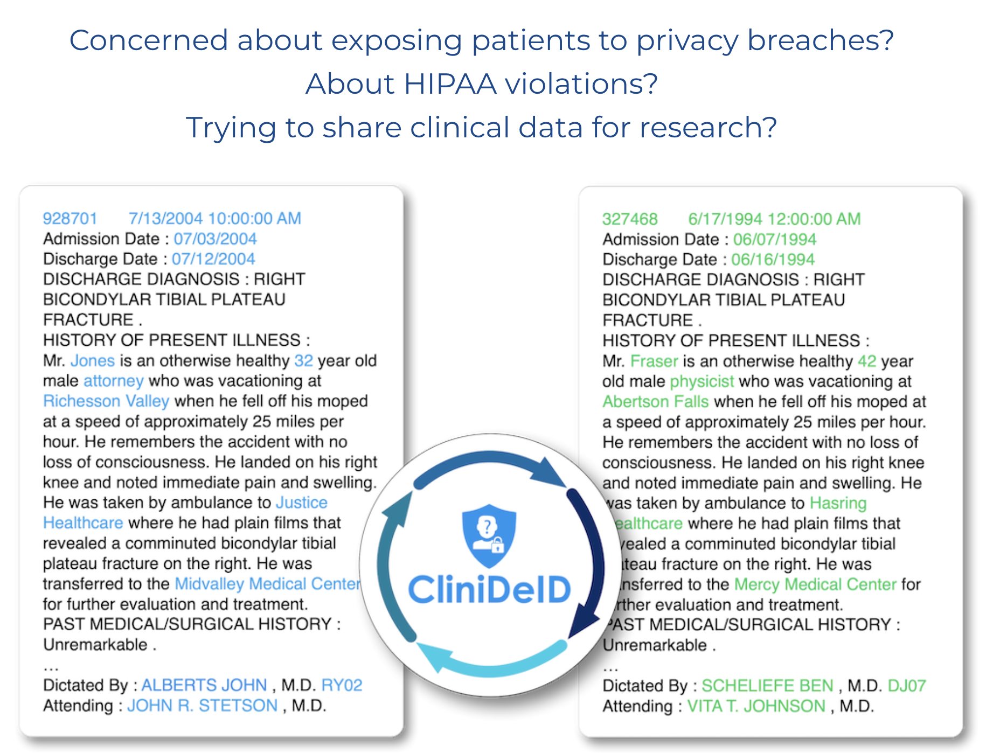 Concerned about exposing patients to privacy breaches?
About HIPAA violations?
Trying to share clinical data for research?
928701 7/13/2004 10:00:00 AM
Admission Date : 07/03/2004
Discharge Date : 07/12/2004
DISCHARGE DIAGNOSIS : RIGHT
BICONDYLAR TIBIAL PLATEAU
FRACTURE .
HISTORY OF PRESENT ILLNESS :
Mr. Jones is an otherwise healthy 32 year old
male attorney who was vacationing at
Richesson Valley when he fell off his moped
at a speed of approximately 25 miles per
hour. He remembers the accident with no
loss of consciousness. He landed on his right
knee and noted immediate pain and swelling.
He was taken by ambulance to Justice
Healthcare where he had plain films that
revealed a comminuted bicondylar tibial
plateau fracture on the right. He was
transferred to the Midvalley Medical Center
for further evaluation and treatment.
PAST MEDICAL/SURGICAL HISTORY :
Unremarkable .
...
Dictated By : ALBERTS JOHN , M.D. RY02
Attending : JOHN R. STETSON , M.D.
?
CliniDeID
327468 6/17/1994 12:00:00 AM
Admission Date : 06/07/1994
Discharge Date : 06/16/1994
DISCHARGE DIAGNOSIS : RIGHT
BICONDYLAR TIBIAL PLATEAU
FRACTURE .
HISTORY OF PRESENT ILLNESS :
Mr. Fraser is an otherwise healthy 42 year
old male physicist who was vacationing at
Abertson Falls when he fell off his moped at
a speed of approximately 25 miles per hour.
He remembers the accident with no loss of
consciousness. He landed on his right knee
and noted immediate pain and swelling. He
was taken by ambulance to Hasring
ealthcare where he had plain films that
vealed a comminuted bicondylar tibial
teau fracture on the right. He was
nsferred to the Mercy Medical Center for
rther evaluation and treatment.
PAST MEDICAL/SURGICAL HISTORY :
Unremarkable .
...
Dictated By : SCHELIEFE BEN , M.D. DJ07
Attending : VITA T. JOHNSON , M.D.